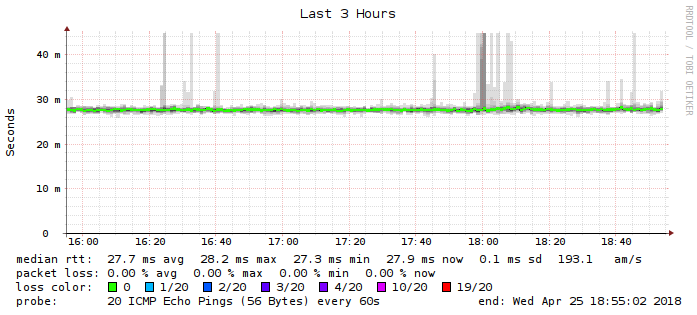 Last 3 Hours
RRDTOOL / TOBI OETIKER
Seconds
40 m
30 m
20 m
10 m
0
16:00 16:20 16:40 17:00 17:20 17:40 18:00 18:20 18:40
median rtt: 27.7 ms avg 28.2 ms max 27.3 ms min 27.9 ms now 0.1 ms sd 193.1 am/s
packet loss: 0.00 % avg 0.00 % max 0.00 % min 0.00 % now
loss color: 0 1/20 2/20 3/20 4/20 10/20 19/20
probe: 20 ICMP Echo Pings (56 Bytes) every 60s end: Wed Apr 25 18:55:02 2018